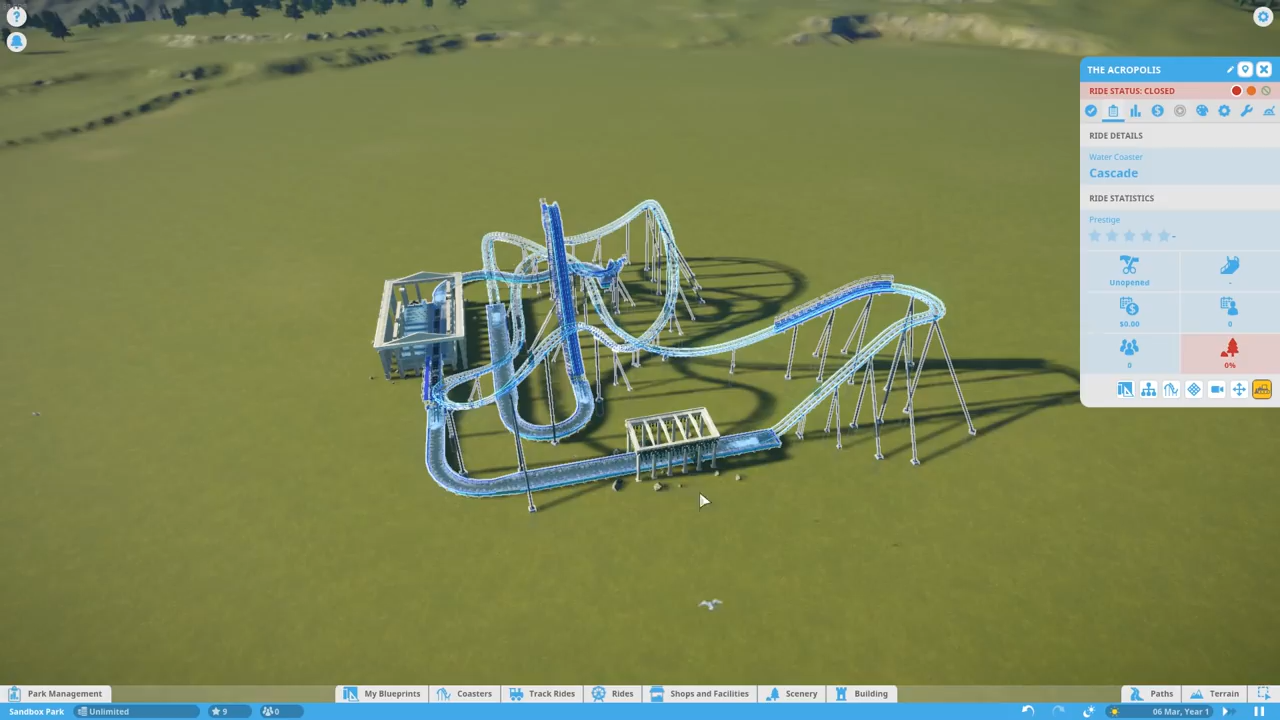 THE ACROPOLIS
RIDE STATUS: CLOSED
RIDE DETAILS
Water Coaster
Cascade
RIDE STATISTICS
Prestige
-
Unopened
-
$0.00
0
0
0%
Park Management
My Blueprints
Coasters
Track Rides
Rides
Shops and Facilities
Scenery
Building
Paths
Terrain
Sandbox Park
Unlimited
9
0
06 Mar, Year 1